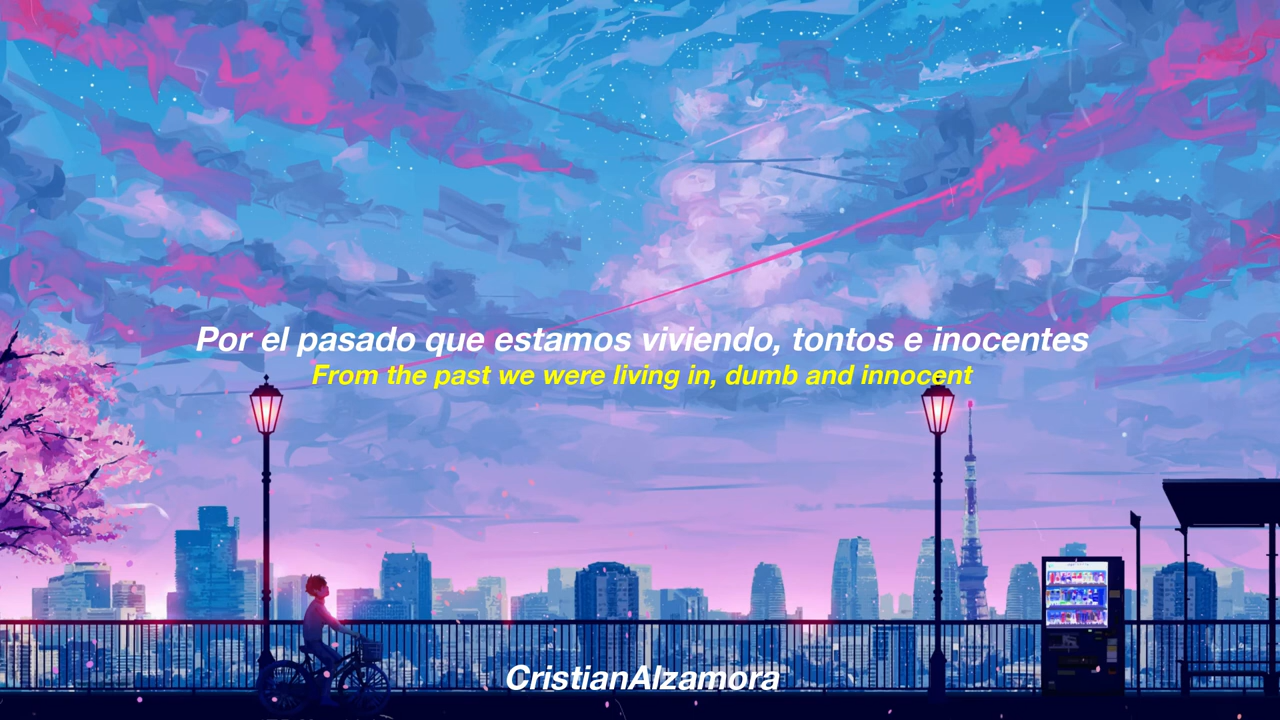 Por el pasado que estamos viviendo, tontos e inocentes
From the past we were living in, dumb and innocent
CristianAlzamora